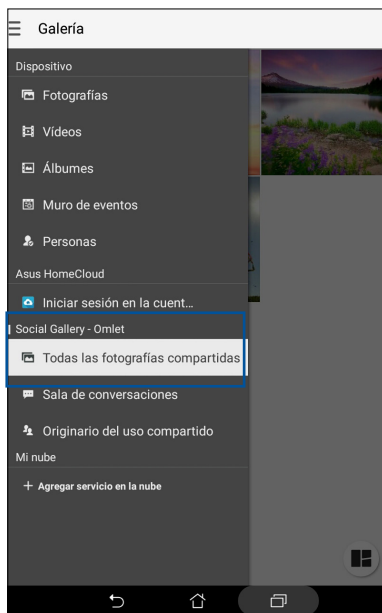 Galería
Dispositivo
Fotografías
Vídeos
Álbumes
Muro de eventos
Personas
Asus HomeCloud
Iniciar sesión en la cuent...
Social Gallery - Omlet
Todas las fotografías compartidas
Sala de conversaciones
Originario del uso compartido
Mi nube
+ Agregar servicio en la nube